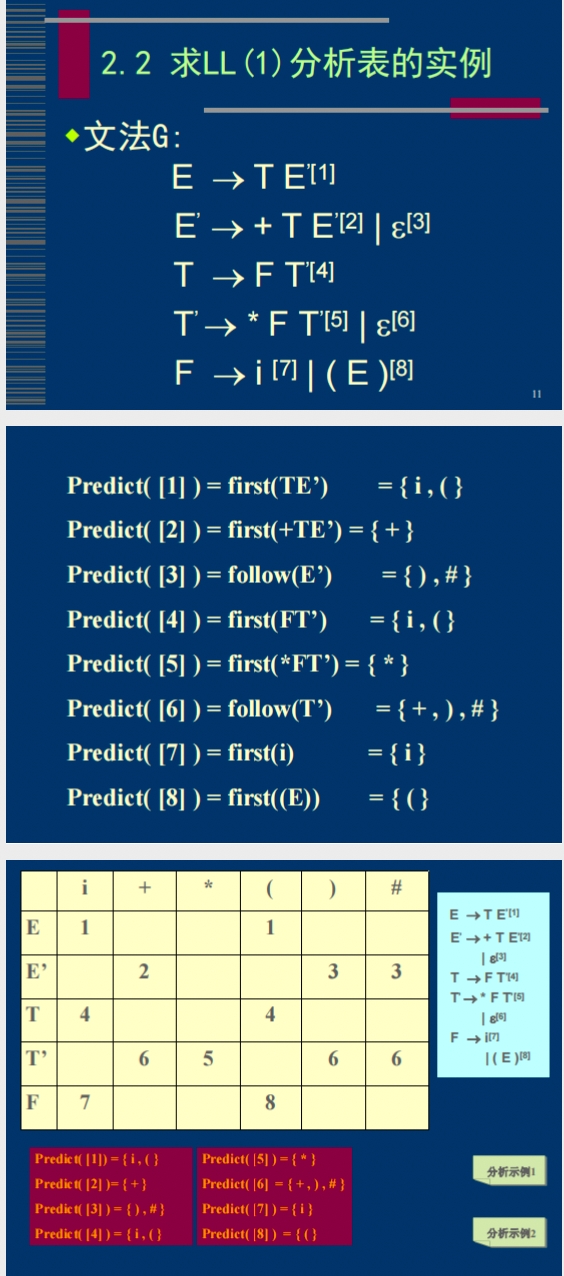 2.2 求LL(1)分析表的实例
文法G:
E → T E'[1]
E' → + T E'[2] | ε[3]
T → F T'[4]
T' → * F T'[5] | ε[6]
F → i [7] | ( E )[8]
11
Predict( [1] ) = first(TE’) = { i , ( }
Predict( [2] ) = first(+TE’) = { + }
Predict( [3] ) = follow(E’) = { ) , # }
Predict( [4] ) = first(FT’) = { i , ( }
Predict( [5] ) = first(*FT’) = { * }
Predict( [6] ) = follow(T’) = { + , ) , # }
Predict( [7] ) = first(i) = { i }
Predict( [8] ) = first((E)) = { ( }
i + * ( ) #
E 1 1
E’ 2 3 3
T 4 4
T’ 6 5 6 6
F 7 8
E → T E'[1]
E' → + T E'[2]
| ε[3]
T → F T'[4]
T' → * F T'[5]
| ε[6]
F → i[7]
| ( E )[8]
Predict( [1]) = { i , ( }
Predict( [2] )= { + }
Predict( [3] ) = { ) , # }
Predict( [4] ) = { i , ( }
Predict( [5] ) = { * }
Predict( [6] = { + , ) , # }
Predict( [7] ) = { i }
Predict( [8] ) = { ( }
分析示例1
分析示例2